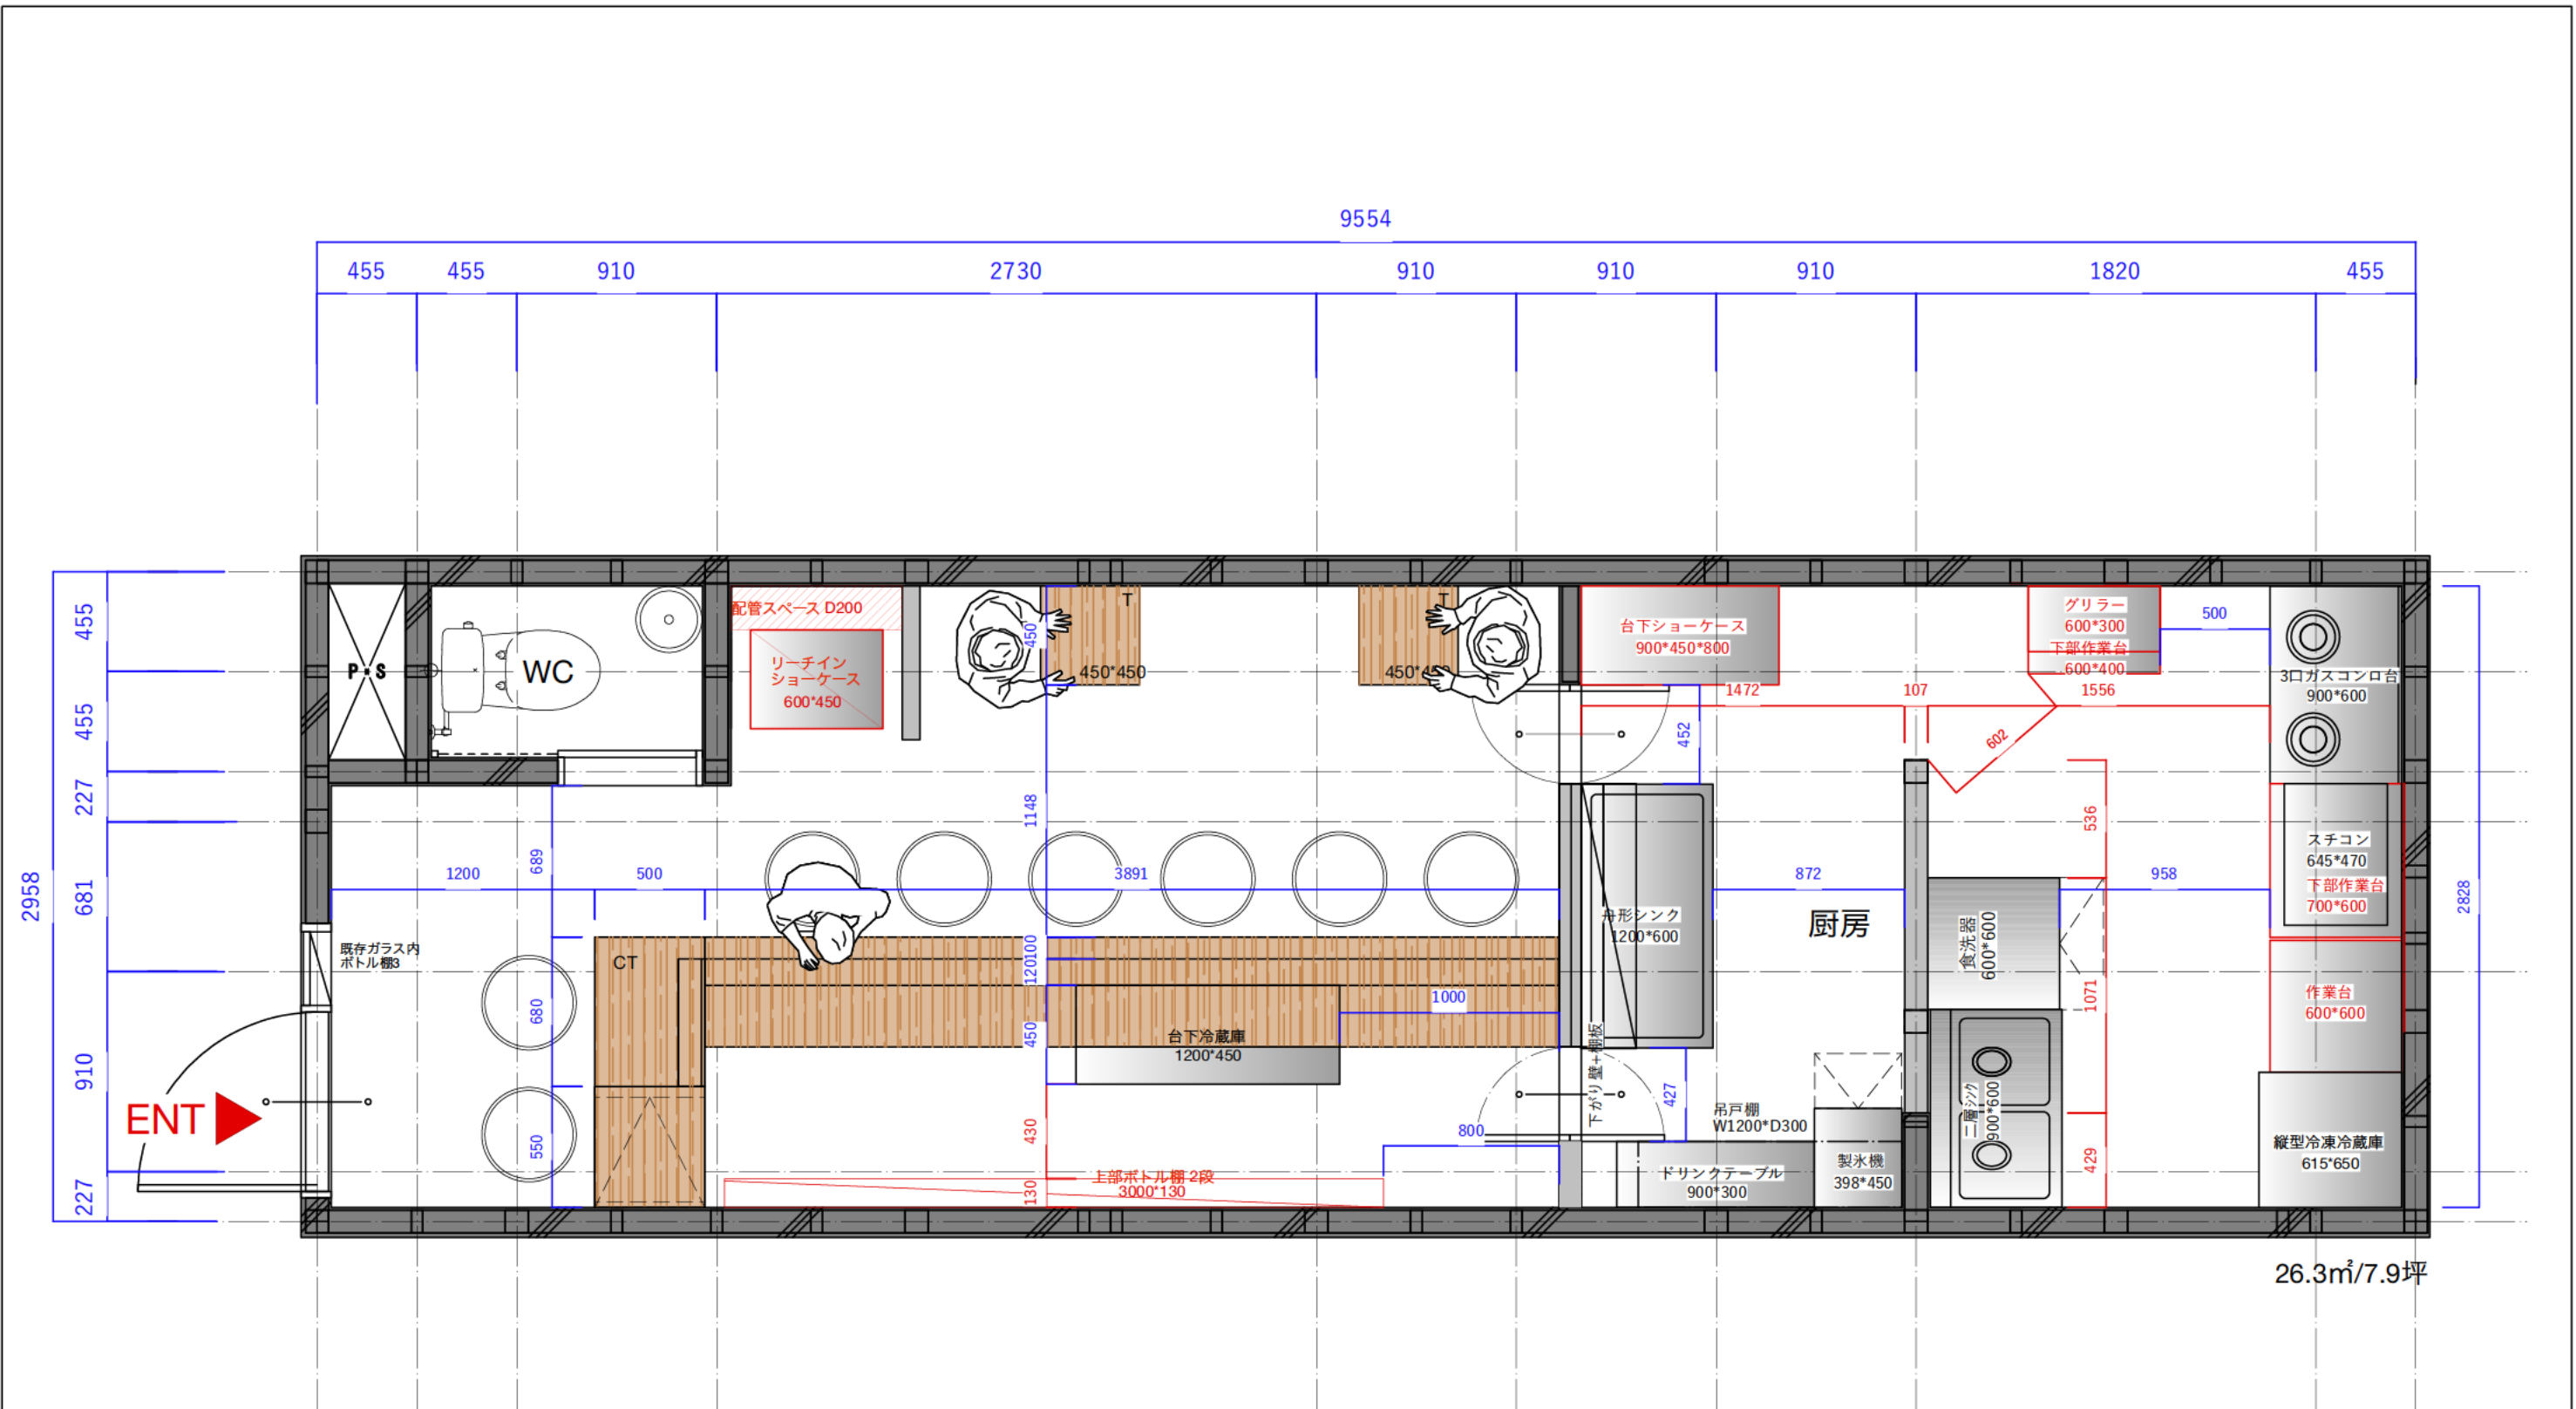 9554
455
455
910
2730
910
910
910
1820
455
455
455
227
681
910
227
2958
2828
P S
WC
配管スペース D200
リーチイン
ショーケース
600*450
T
450*450
T
台下ショーケース
900*450*800
グリラー
600*300
下部作業台
600*400
500
3口ガスコンロ台
900*600
450
1472
107
1556
452
602
1148
536
689
1200
500
3891
872
958
スチコン
645*470
下部作業台
700*600
舟形シンク
1200*600
厨房
食洗器
600*600
既存ガラス内
ボトル棚3
CT
100
120
1000
680
450
台下冷蔵庫
1200*450
作業台
600*600
1071
下がり壁+棚板
427
吊戸棚
W1200*D300
二層シンク
900*600
ENT
550
430
800
429
縦型冷凍冷蔵庫
615*650
上部ボトル棚 2段
3000*130
130
ドリンクテーブル
900*300
製氷機
398*450
26.3㎡/7.9坪